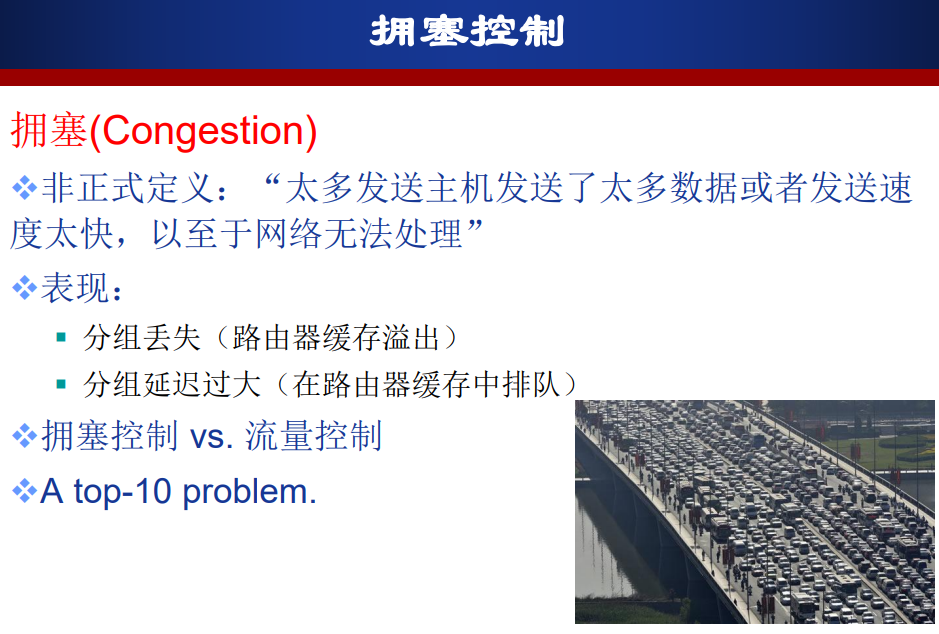 拥塞控制
拥塞(Congestion)
非正式定义：“太多发送主机发送了太多数据或者发送速
度太快，以至于网络无法处理”
表现：
分组丢失（路由器缓存溢出）
分组延迟过大（在路由器缓存中排队）
拥塞控制 vs. 流量控制
A top-10 problem.